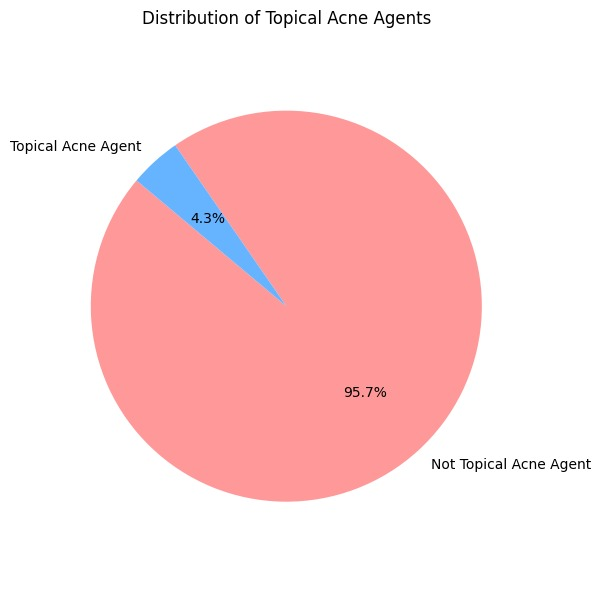 Distribution of Topical Acne Agents
Topical Acne Agent
4.3%
95.7%
Not Topical Acne Agent